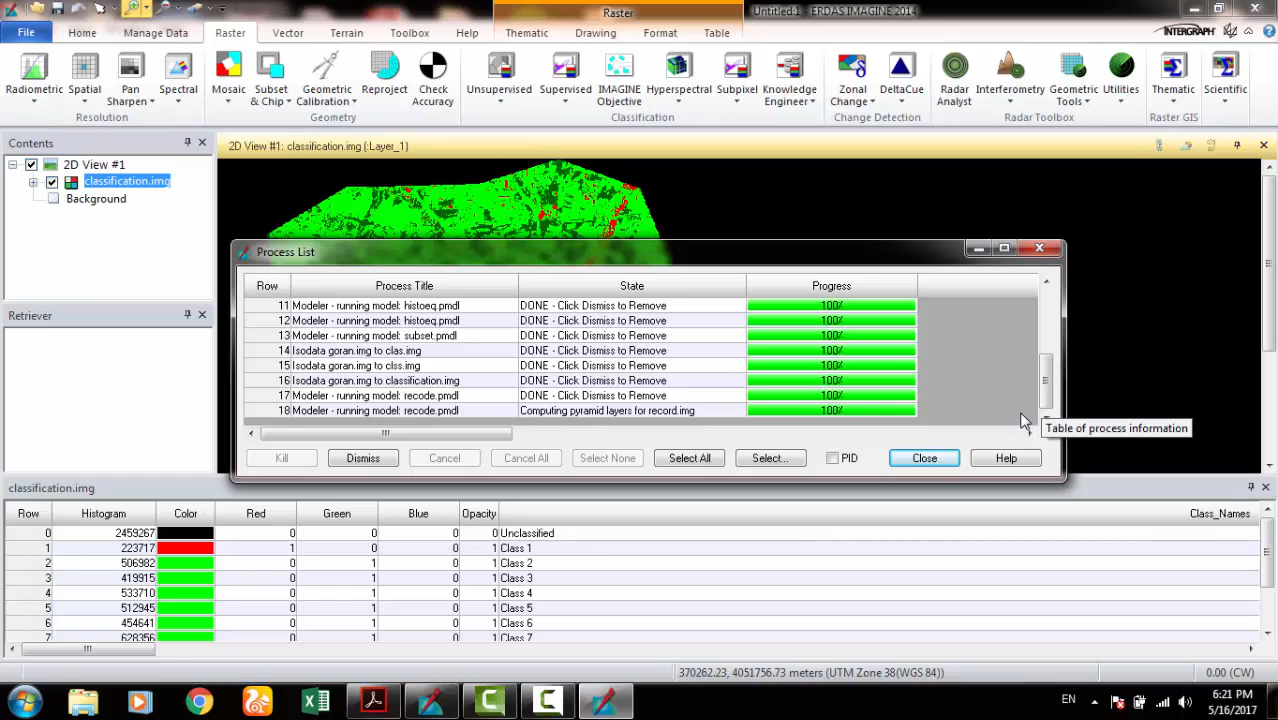 Raster
Untitled:1 - ERDAS IMAGINE 2014
File Home Manage Data Raster Vector Terrain Toolbox Help Thematic Drawing Format Table
INTERGRAPH
Radiometric Spatial Pan Sharpen Spectral Mosaic Subset & Chip Geometric Calibration Reproject Check Accuracy Unsupervised Supervised IMAGINE Objective Hyperspectral Subpixel Knowledge Engineer Zonal Change DeltaCue Radar Analyst Interferometry Geometric Tools Utilities Thematic Scientific
Resolution Geometry Classification Change Detection Radar Toolbox Raster GIS
Contents
2D View #1: classification.img (:Layer_1)
2D View #1
classification.img
Background
Retriever
Process List
Row Process Title State Progress
11 Modeler - running model: histoeq.pmdl DONE - Click Dismiss to Remove 100%
12 Modeler - running model: histoeq.pmdl DONE - Click Dismiss to Remove 100%
13 Modeler - running model: subset.pmdl DONE - Click Dismiss to Remove 100%
14 Isodata goran.img to clas.img DONE - Click Dismiss to Remove 100%
15 Isodata goran.img to clss.img DONE - Click Dismiss to Remove 100%
16 Isodata goran.img to classification.img DONE - Click Dismiss to Remove 100%
17 Modeler - running model: recode.pmdl DONE - Click Dismiss to Remove 100%
18 Modeler - running model: recode.pmdl Computing pyramid layers for record.img 100%
Table of process information
Kill Dismiss Cancel Cancel All Select None Select All Select... PID Close Help
classification.img
Row Histogram Color Red Green Blue Opacity Class_Names
0 2459267 0 0 0 0 Unclassified
1 223717 1 0 0 1 Class 1
2 506982 0 1 0 1 Class 2
3 419915 0 1 0 1 Class 3
4 533710 0 1 0 1 Class 4
5 512945 0 1 0 1 Class 5
6 454641 0 1 0 1 Class 6
7 628356 0 1 0 1 Class 7
370262.23, 4051756.73 meters (UTM Zone 38(WGS 84))
0.00 (CW)
EN
6:21 PM
5/16/2017